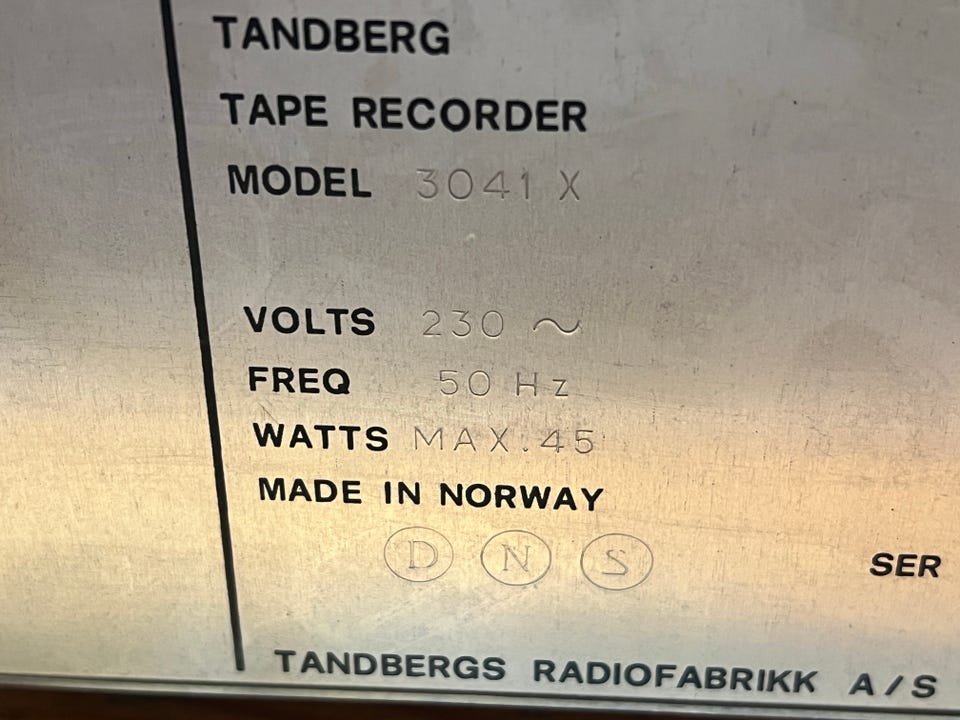 TANDBERG
TAPE RECORDER
MODEL 3041 X
VOLTS 230 ~
FREQ 50 Hz
WATTS MAX.45
MADE IN NORWAY
D N S
SER
TANDBERGS RADIOFABRIKK A/S